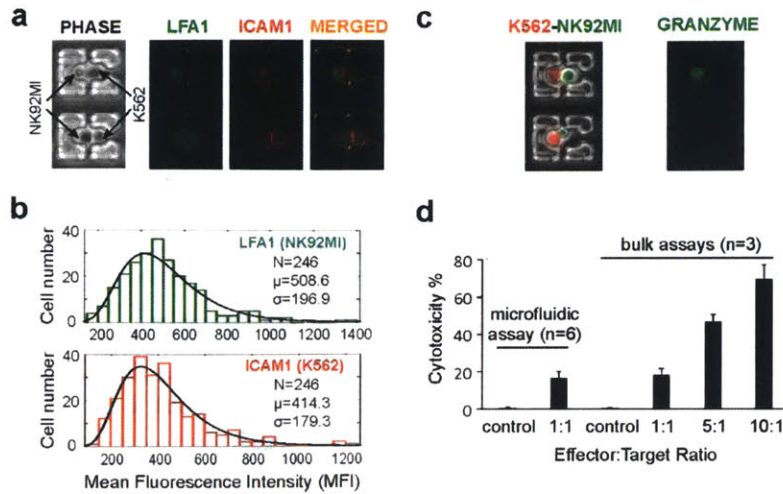 a
PHASE LFA1 ICAM1 MERGED
NK92MI
K562
c
K562-NK92MI GRANZYME
b
Cell number
40
20
0
LFA1 (NK92MI)
N=246
μ=508.6
σ=196.9
200 400 600 800 1000 1200 1400
Cell number
40
20
0
ICAM1 (K562)
N=246
μ=414.3
σ=179.3
200 400 600 800 1000 1200
Mean Fluorescence Intensity (MFI)
d
Cytotoxicity %
80
60
40
20
0
bulk assays (n=3)
microfluidic
assay (n=6)
control 1:1 control 1:1 5:1 10:1
Effector:Target Ratio